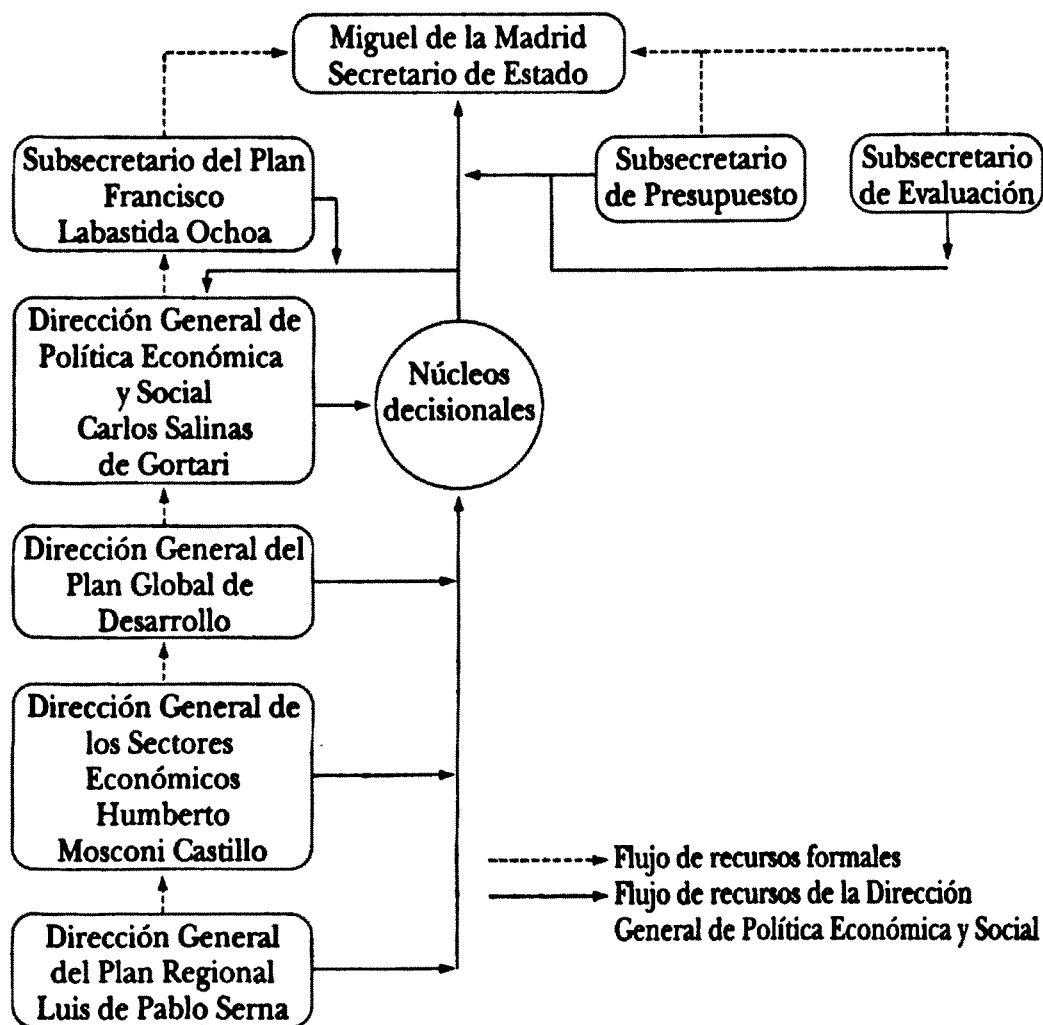 Miguel de la Madrid
Secretario de Estado
Subsecretario del Plan
Francisco
Labastida Ochoa
Subsecretario
de Presupuesto
Subsecretario
de Evaluación
Dirección General de
Política Económica
y Social
Carlos Salinas
de Gortari
Núcleos
decisionales
Dirección General del
Plan Global de
Desarrollo
Dirección General de
los Sectores
Económicos
Humberto
Mosconi Castillo
Dirección General
del Plan Regional
Luis de Pablo Serna
Flujo de recursos formales
Flujo de recursos de la Dirección
General de Política Económica y Social